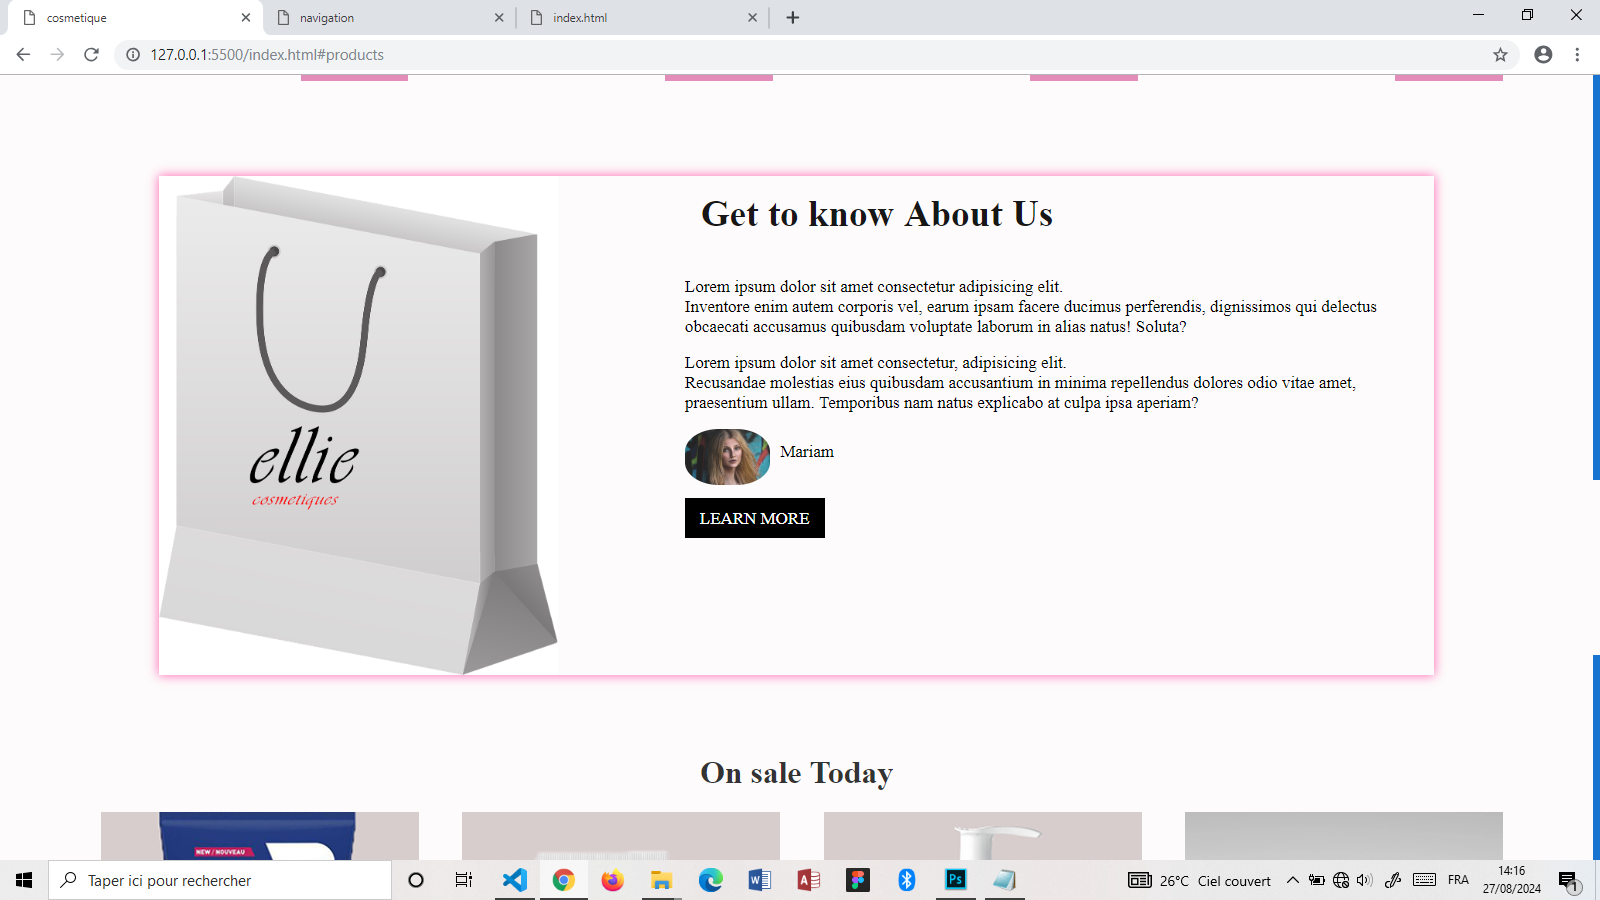 cosmetique
navigation
index.html
127.0.0.1:5500/index.html#products
Get to know About Us
Lorem ipsum dolor sit amet consectetur adipisicing elit.
Inventore enim autem corporis vel, earum ipsam facere ducimus perferendis, dignissimos qui delectus
obcaecati accusamus quibusdam voluptate laborum in alias natus! Soluta?
Lorem ipsum dolor sit amet consectetur, adipisicing elit.
Recusandae molestias eius quibusdam accusantium in minima repellendus dolores odio vitae amet,
praesentium ullam. Temporibus nam natus explicabo at culpa ipsa aperiam?
Mariam
LEARN MORE
ellie
cosmetiques
On sale Today
NEW / NOUVEAU
Taper ici pour rechercher
Ps
26°C Ciel couvert
FRA
14:16
27/08/2024
1